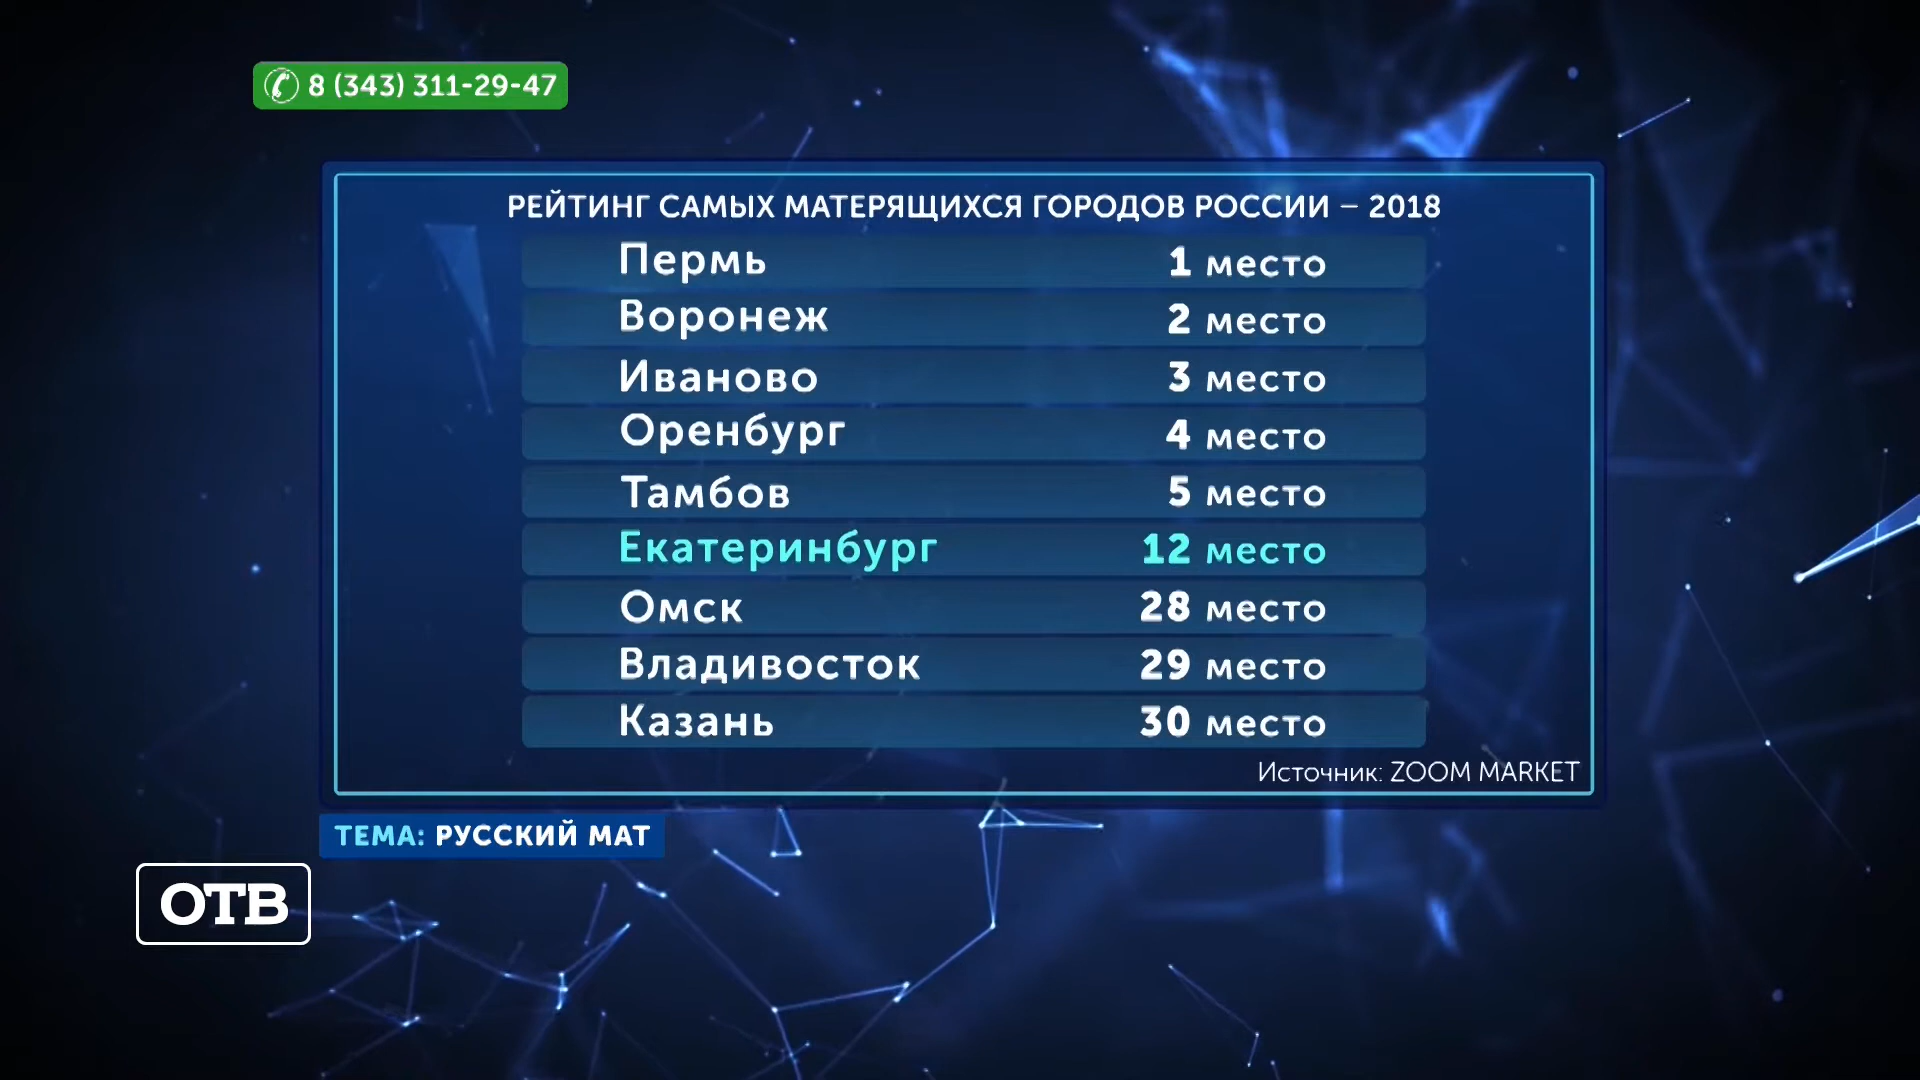 8 (343) 311-29-47
РЕЙТИНГ САМЫХ МАТЕРЯЩИХСЯ ГОРОДОВ РОССИИ – 2018
Пермь 1 место
Воронеж 2 место
Иваново 3 место
Оренбург 4 место
Тамбов 5 место
Екатеринбург 12 место
Омск 28 место
Владивосток 29 место
Казань 30 место
Источник: ZOOM MARKET
ТЕМА: РУССКИЙ МАТ
ОТВ